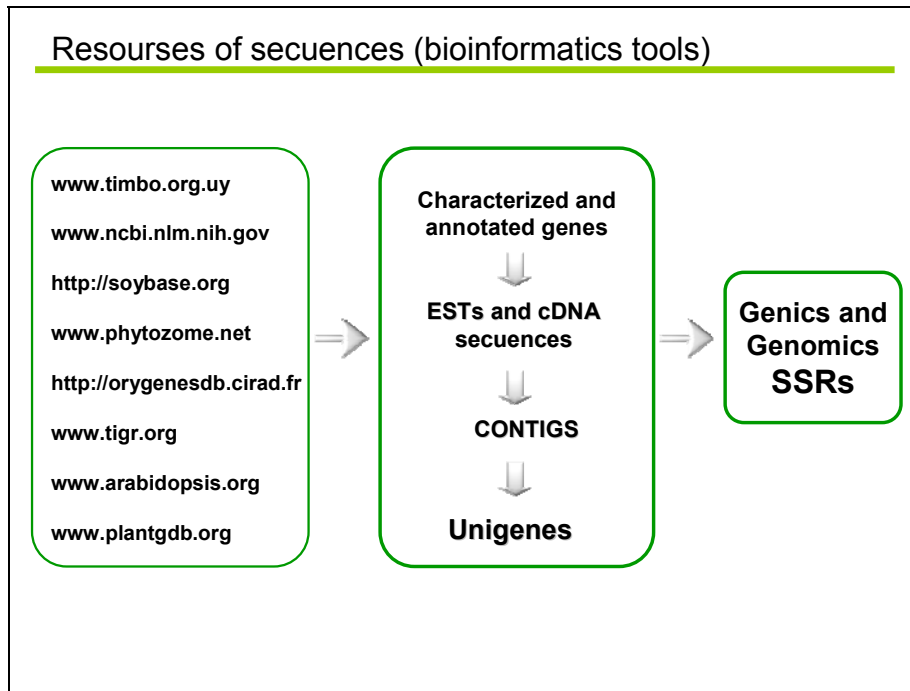 Resourses of secuences (bioinformatics tools)
www.timbo.org.uy
www.ncbi.nlm.nih.gov
http://soybase.org
www.phytozome.net
http://orygenesdb.cirad.fr
www.tigr.org
www.arabidopsis.org
www.plantgdb.org
Characterized and
annotated genes
ESTs and cDNA
secuences
CONTIGS
Unigenes
Genics and
Genomics
SSRs